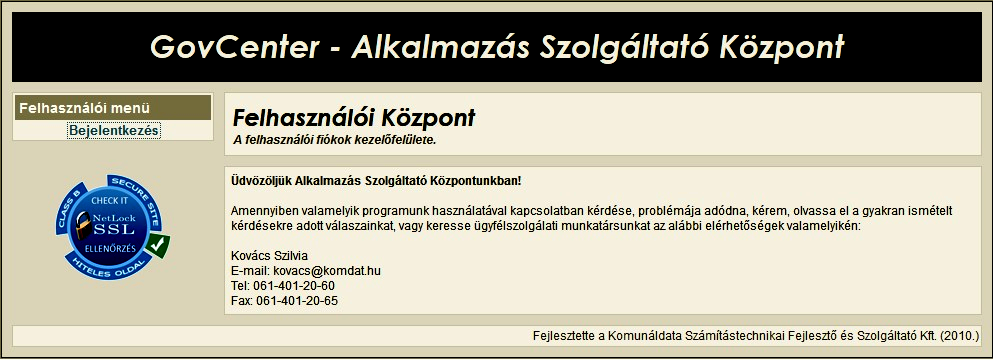 GovCenter - Alkalmazás Szolgáltató Központ
Felhasználói menü
Bejelentkezés
CLASS B
SECURE SITE
CHECK IT
NetLock
SSL
ELLENŐRZÉS
HITELES OLDAL
Felhasználói Központ
A felhasználói fiókok kezelőfelülete.
Üdvözöljük Alkalmazás Szolgáltató Központunkban!
Amennyiben valamelyik programunk használatával kapcsolatban kérdése, problémája adódna, kérem, olvassa el a gyakran ismételt
kérdésekre adott válaszainkat, vagy keresse ügyfélszolgálati munkatársunkat az alábbi elérhetőségek valamelyikén:
Kovács Szilvia
E-mail: kovacs@komdat.hu
Tel: 061-401-20-60
Fax: 061-401-20-65
Fejlesztette a Komunáldata Számítástechnikai Fejlesztő és Szolgáltató Kft. (2010.)